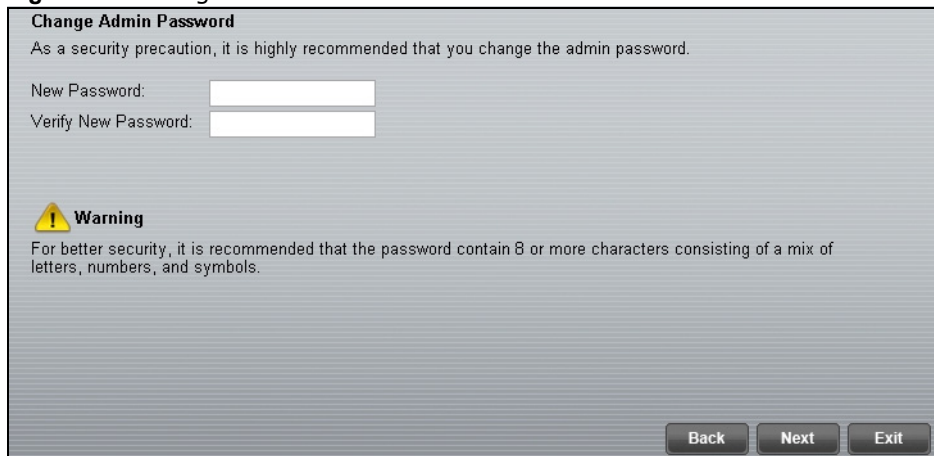 Change Admin Password
As a security precaution, it is highly recommended that you change the admin password.
New Password:
Verify New Password:
Warning
For better security, it is recommended that the password contain 8 or more characters consisting of a mix of
letters, numbers, and symbols.
Back Next Exit